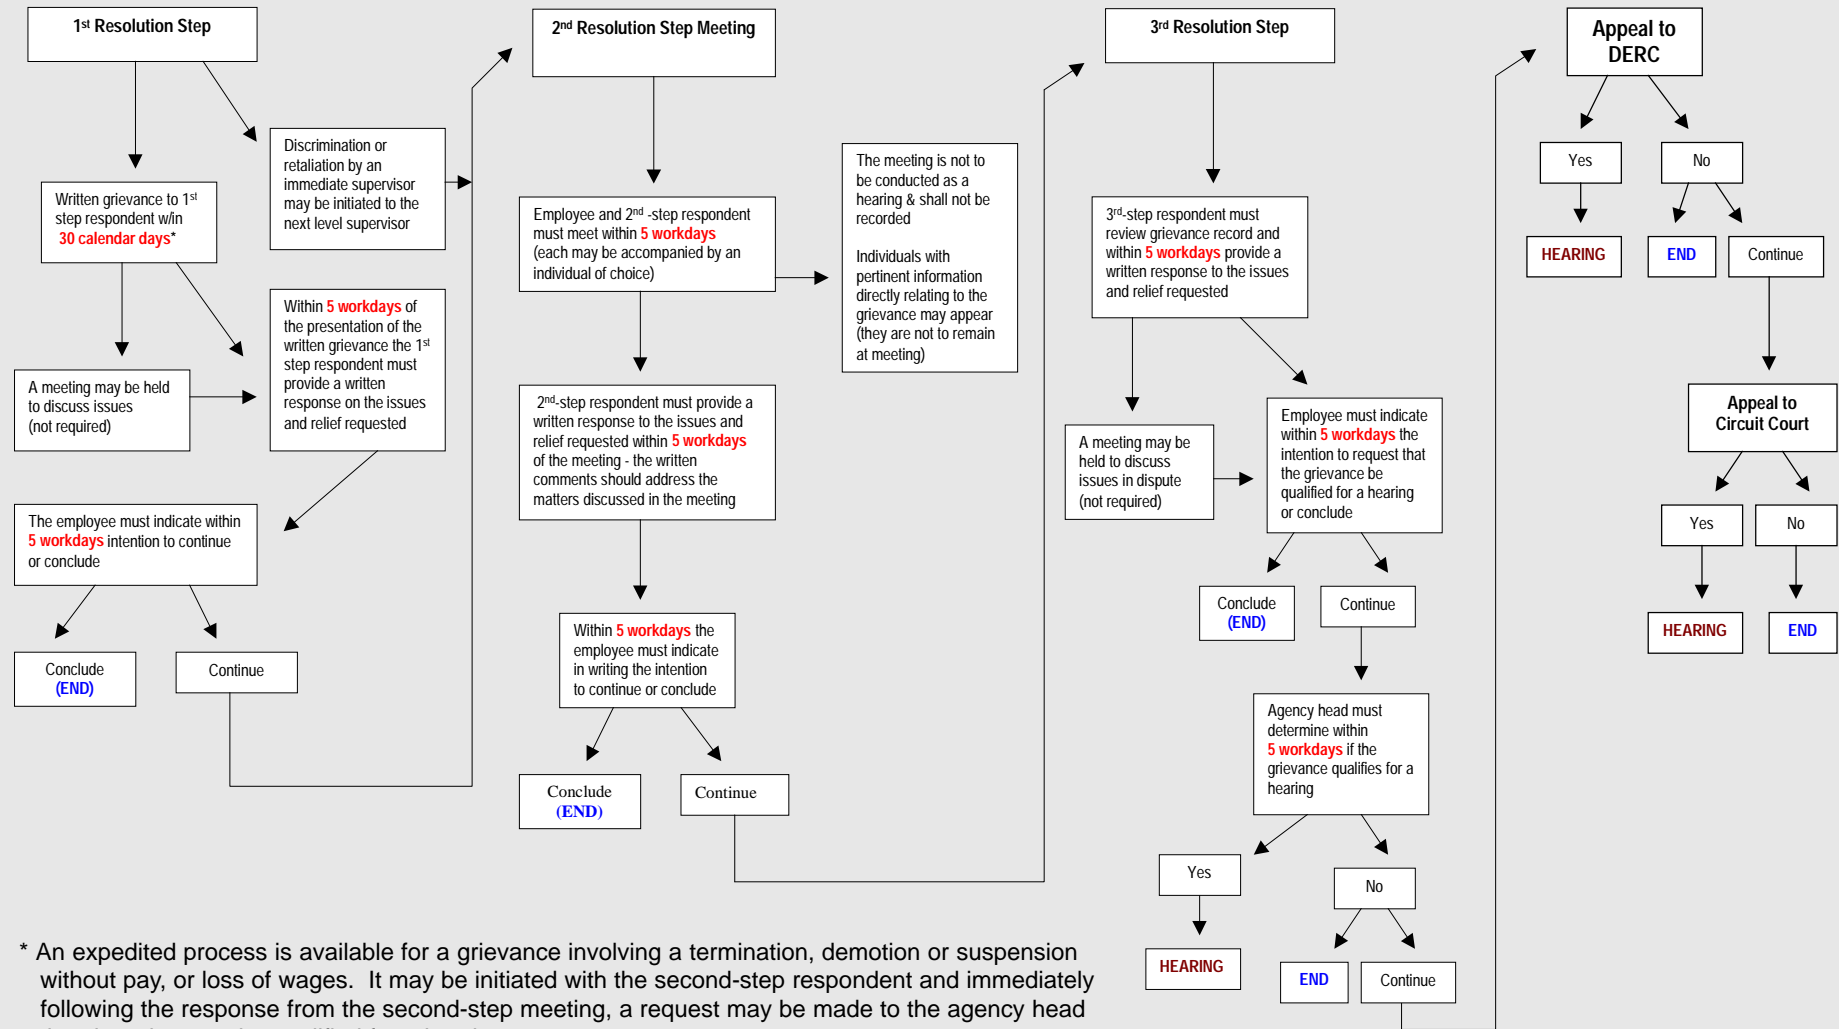 1st Resolution Step
Discrimination or
retaliation by an
immediate supervisor
may be initiated to the
next level supervisor
Written grievance to 1st
step respondent w/in
30 calendar days*
Within 5 workdays of
the presentation of the
written grievance the 1st
step respondent must
provide a written
response on the issues
and relief requested
A meeting may be held
to discuss issues
(not required)
The employee must indicate within
5 workdays intention to continue
or conclude
Conclude
(END)
Continue
2nd Resolution Step Meeting
Employee and 2nd -step respondent
must meet within 5 workdays
(each may be accompanied by an
individual of choice)
The meeting is not to
be conducted as a
hearing & shall not be
recorded
Individuals with
pertinent information
directly relating to the
grievance may appear
(they are not to remain
at meeting)
2nd-step respondent must provide a
written response to the issues and
relief requested within 5 workdays
of the meeting - the written
comments should address the
matters discussed in the meeting
Within 5 workdays the
employee must indicate
in writing the intention
to continue or conclude
Conclude
(END)
Continue
3rd Resolution Step
3rd-step respondent must
review grievance record and
within 5 workdays provide a
written response to the issues
and relief requested
A meeting may be
held to discuss
issues in dispute
(not required)
Employee must indicate
within 5 workdays the
intention to request that
the grievance be
qualified for a hearing
or conclude
Conclude
(END)
Continue
Agency head must
determine within
5 workdays if the
grievance qualifies for a
hearing
Yes
No
HEARING
END
Continue
Appeal to
DERC
Yes
No
HEARING
END
Continue
Appeal to
Circuit Court
Yes
No
HEARING
END
* An expedited process is available for a grievance involving a termination, demotion or suspension
without pay, or loss of wages. It may be initiated with the second-step respondent and immediately
following the response from the second-step meeting, a request may be made to the agency head